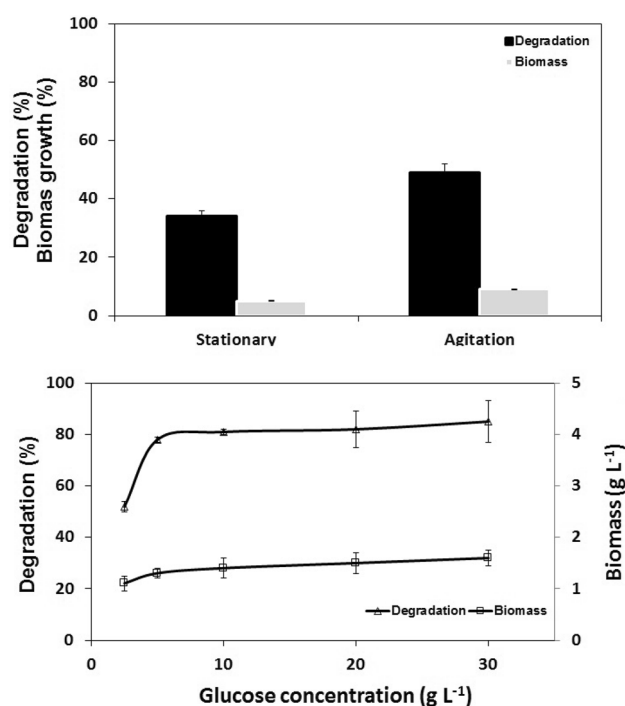 100
80
60
40
20
0
Degradation (%)
Biomas growth (%)
Degradation
Biomass
Stationary
Agitation
100
80
60
40
20
0
Degradation (%)
5
4
3
2
1
0
Biomass (g L-1)
Degradation
Biomass
0
10
20
30
Glucose concentration (g L-1)